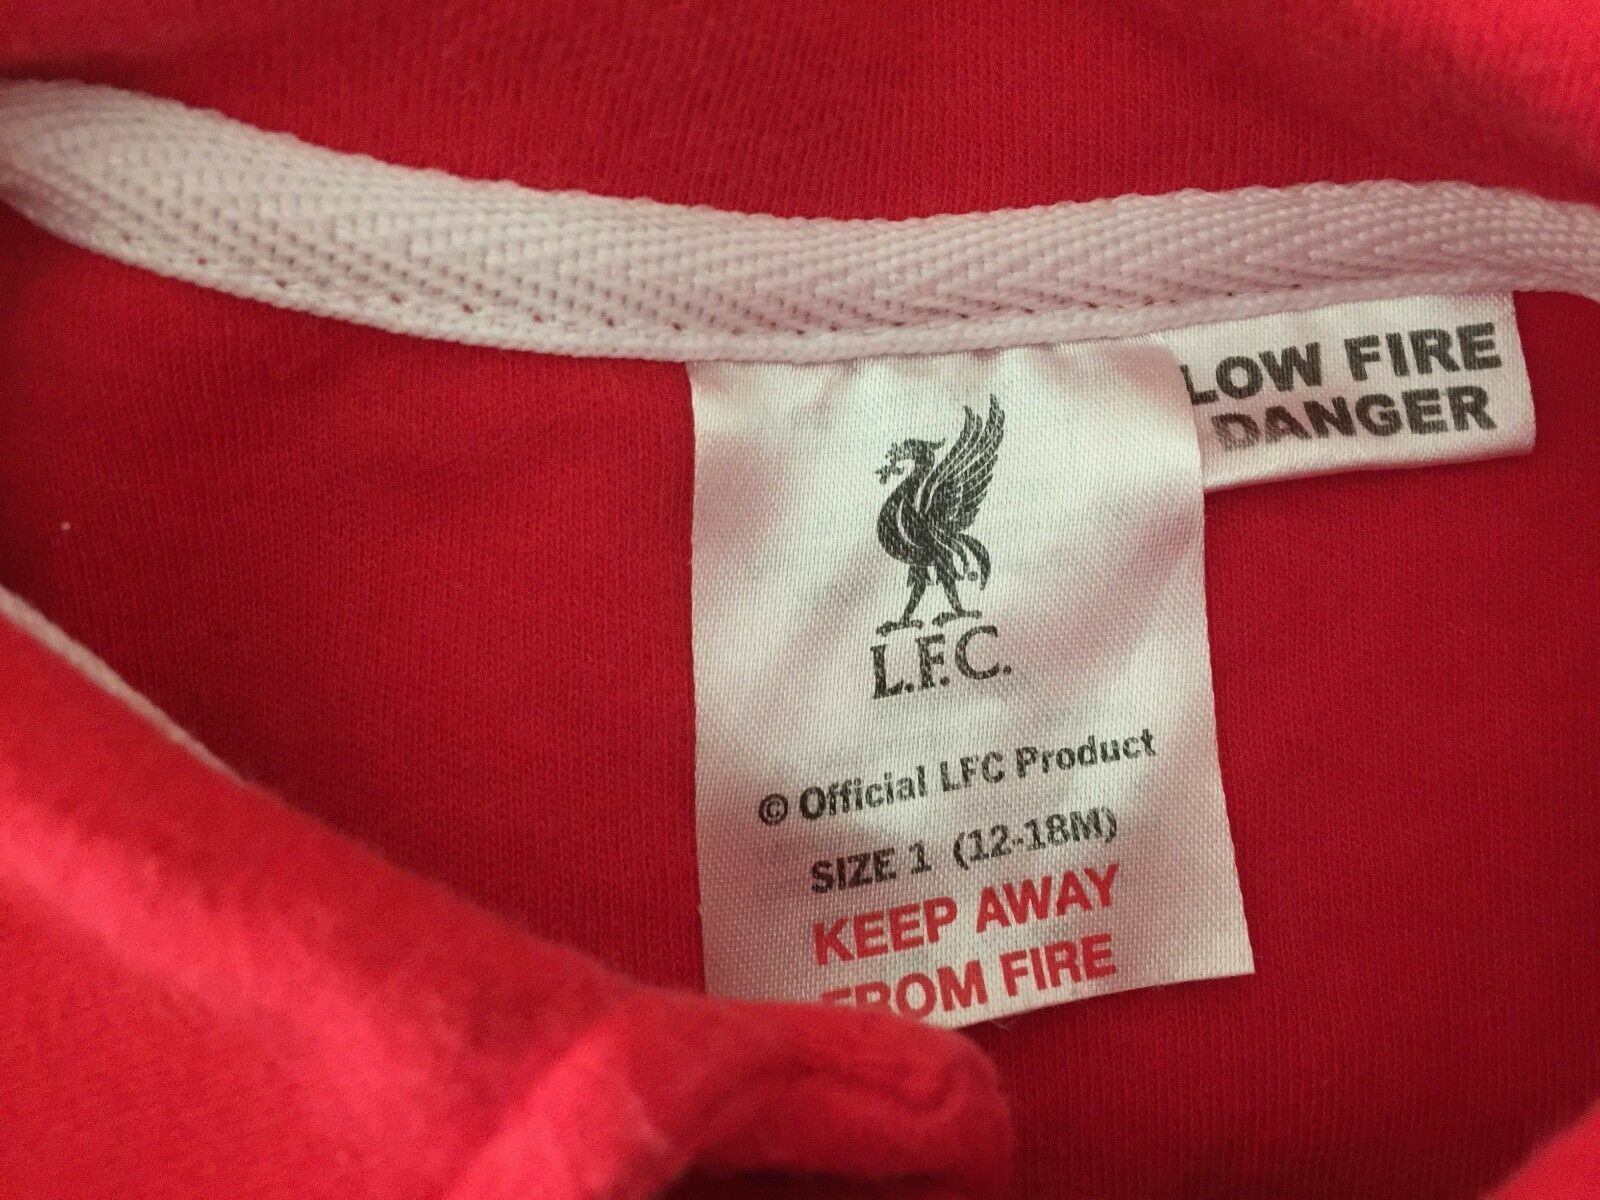 LOW FIRE
DANGER
L.F.C.
© Official LFC Product
SIZE 1 (12-18M)
KEEP AWAY
FROM FIRE